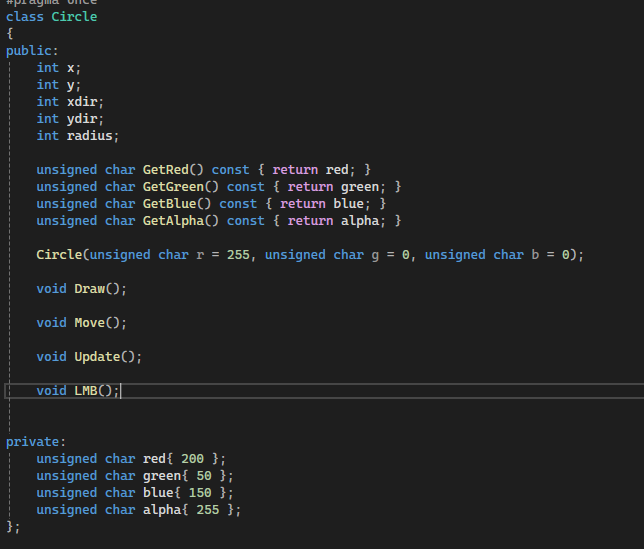 #pragma once
class Circle
{
public:
    int x;
    int y;
    int xdir;
    int ydir;
    int radius;
    unsigned char GetRed() const { return red; }
    unsigned char GetGreen() const { return green; }
    unsigned char GetBlue() const { return blue; }
    unsigned char GetAlpha() const { return alpha; }
    Circle(unsigned char r = 255, unsigned char g = 0, unsigned char b = 0);
    void Draw();
    void Move();
    void Update();
    void LMB();
private:
    unsigned char red{ 200 };
    unsigned char green{ 50 };
    unsigned char blue{ 150 };
    unsigned char alpha{ 255 };
};